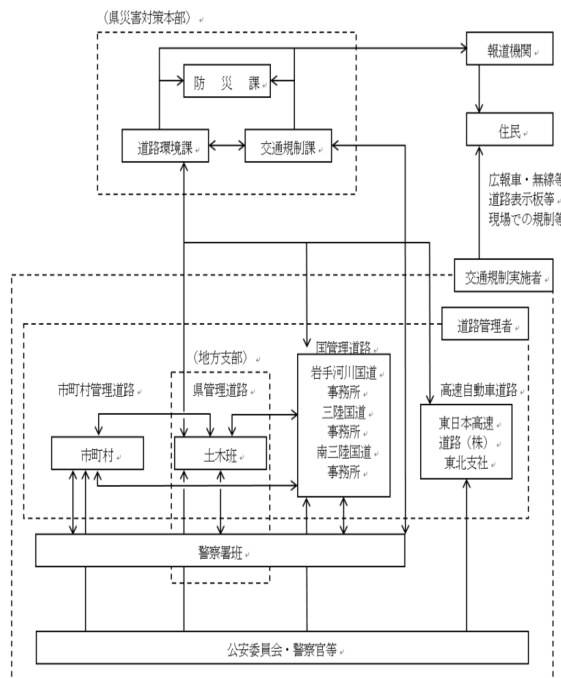 （県災害対策本部）
報道機関
防　災　課
道路環境課
交通規制課
住民
広報車・無線等
道路表示板等
現場での規制等
交通規制実施者
道路管理者
（地方支部）
国管理道路
市町村管理道路
県管理道路
高速自動車道路
岩手河川国道
事務所
三陸国道
事務所
南三陸国道
事務所
東日本高速
道路（株）
東北支社
市町村
土木班
警察署班
公安委員会・警察官等